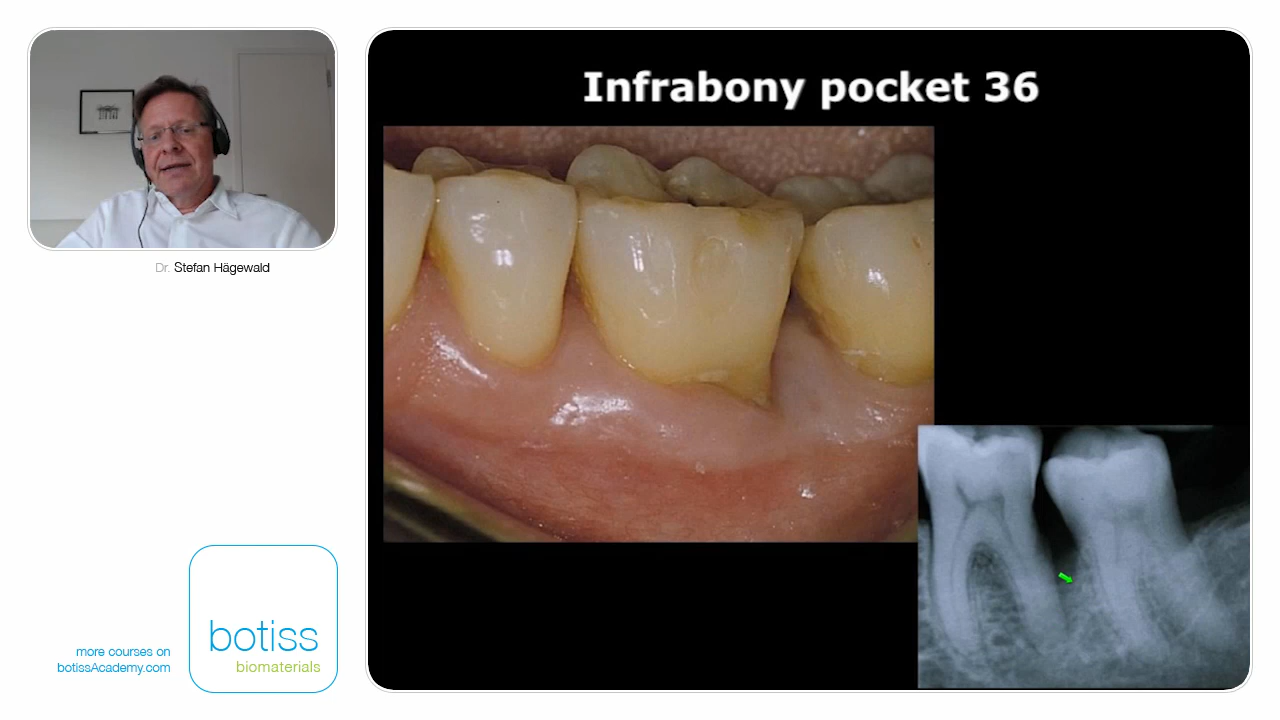 Infrabony pocket 36
Dr. Stefan Hägewald
botiss
biomaterials
more courses on
botissAcademy.com